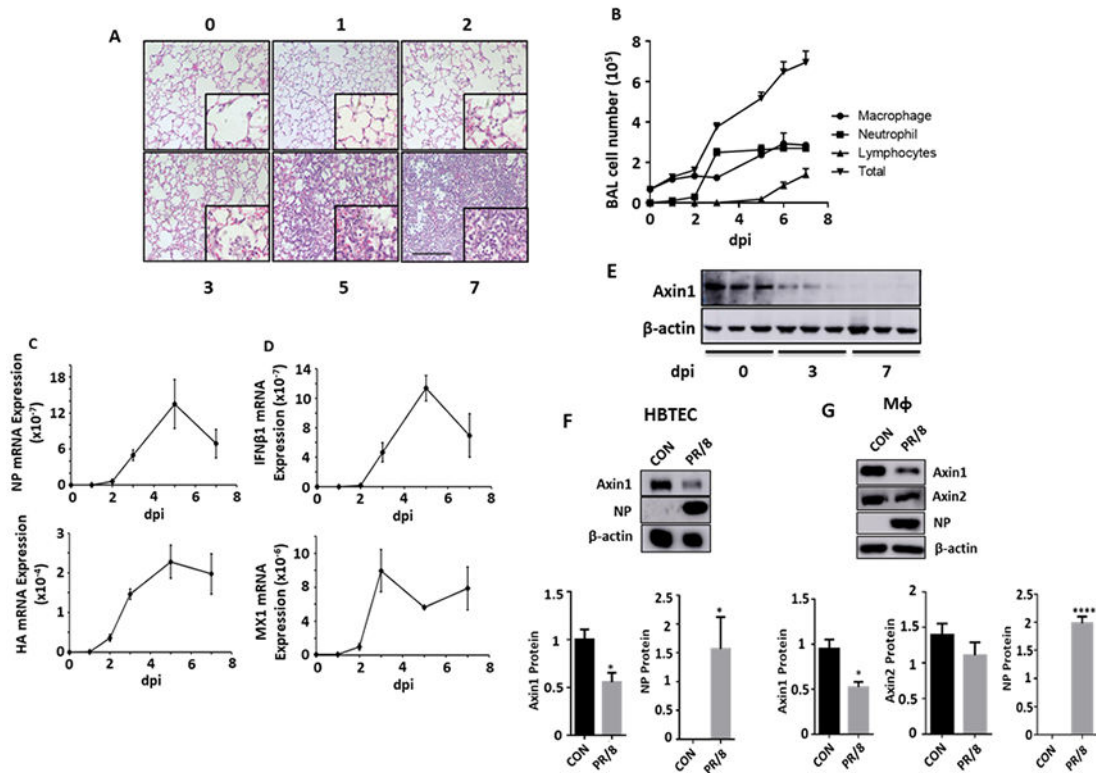 A
0 1 2
3 5 7
B
BAL cell number (10⁵)
8
6
4
2
0
0 2 4 6 8
dpi
Macrophage
Neutrophil
Lymphocytes
Total
C
NP mRNA Expression
(x10⁻⁷)
18
12
6
0
0 2 4 6 8
dpi
HA mRNA Expression
(x10⁻⁴)
3
2
1
0
0 2 4 6 8
dpi
D
IFNβ1 mRNA
Expression (x10⁻⁷)
14
12
8
4
0
0 2 4 6 8
dpi
MX1 mRNA
Expression (x10⁻⁶)
12
8
4
0
0 2 4 6 8
dpi
E
Axin1
β-actin
dpi 0 3 7
F
HBTEC
CON PR/8
Axin1
NP
β-actin
Axin1 Protein
1.5
1
0.5
0
*
CON PR/8
NP Protein
2.5
2
1.5
1
0.5
0
*
CON PR/8
G
Mϕ
CON PR/8
Axin1
Axin2
NP
β-actin
Axin1 Protein
1.5
1
0.5
0
*
CON PR/8
Axin2 Protein
2
1.5
1
0.5
0
CON PR/8
NP Protein
2.5
2
1.5
1
0.5
0
****
CON PR/8